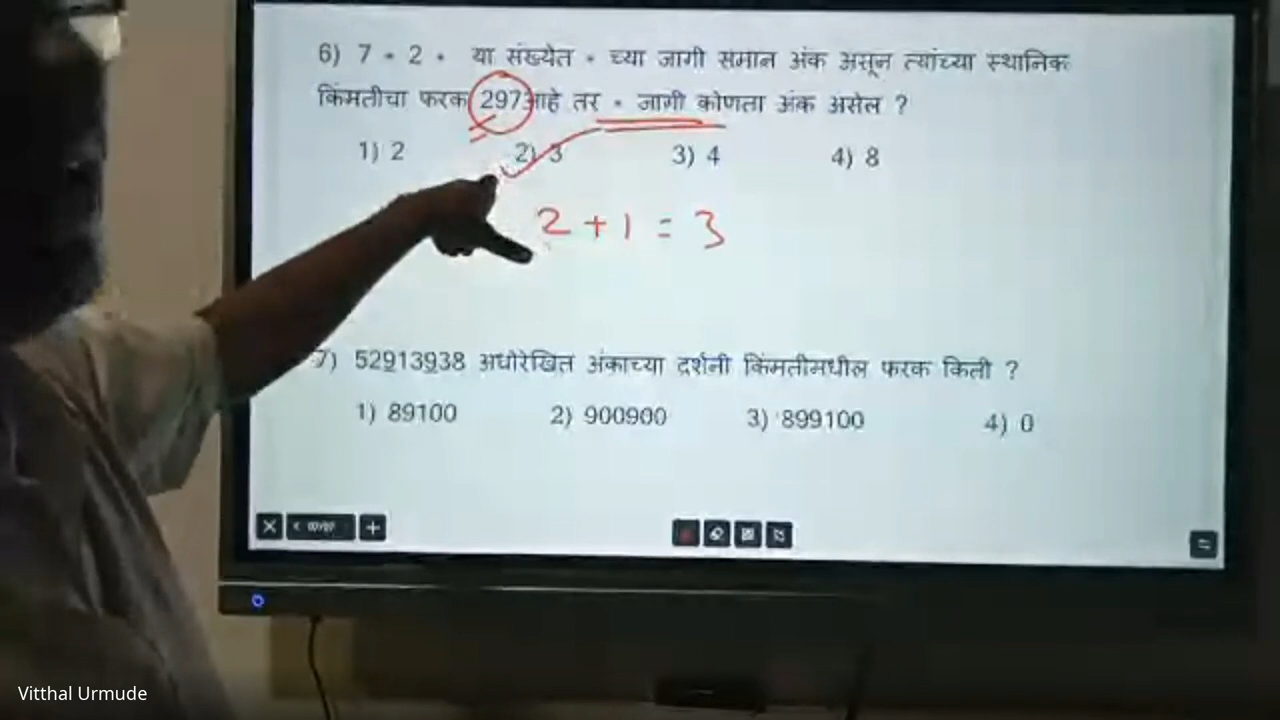 6) 7 * 2 * या संख्येत * च्या जागी समान अंक असून त्यांच्या स्थानिक
किंमतीचा फरक 297आहे तर * जागी कोणता अंक असेल ?
1) 2 2) 3 3) 4 4) 8
2 + 1 = 3
7) 52913938 अधोरेखित अंकाच्या दर्शनी किंमतीमधील फरक किती ?
1) 89100 2) 900900 3) 899100 4) 0
Vitthal Urmude